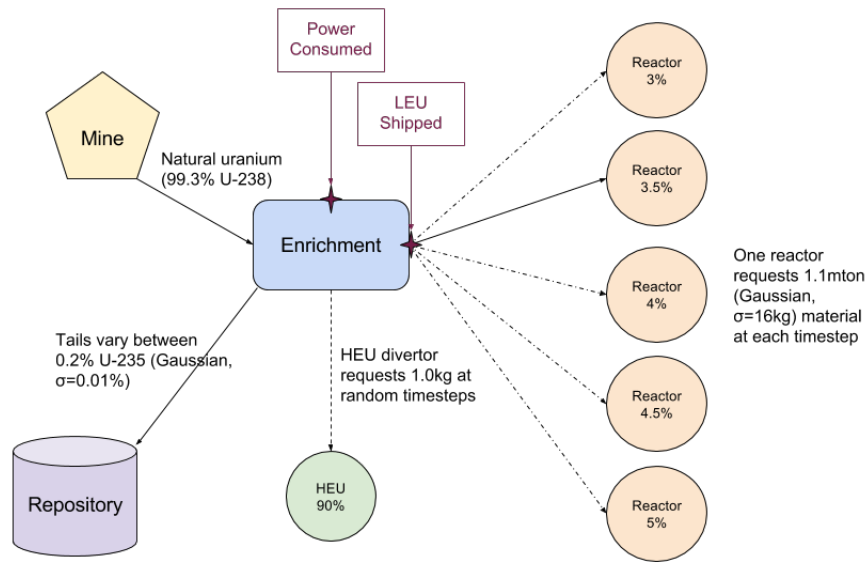 Power
Consumed
LEU
Shipped
Mine
Natural uranium
(99.3% U-238)
Enrichment
Reactor
3%
Reactor
3.5%
Reactor
4%
Reactor
4.5%
Reactor
5%
One reactor
requests 1.1mton
(Gaussian,
σ=16kg) material
at each timestep
Tails vary between
0.2% U-235 (Gaussian,
σ=0.01%)
HEU divertor
requests 1.0kg at
random timesteps
Repository
HEU
90%